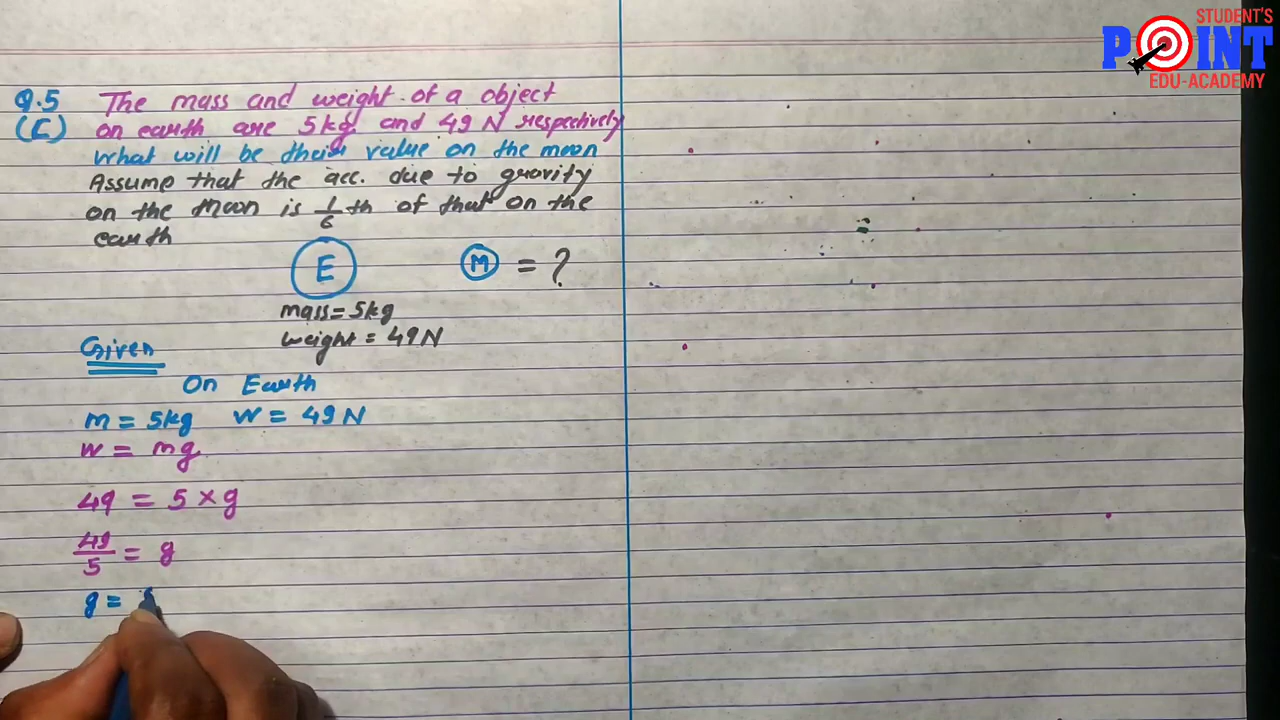 STUDENT'S
POINT
EDU-ACADEMY
Q.5 The mass and weight of a object
(C) on earth are 5kg and 49 N respectively
What will be their value on the moon
Assume that the acc. due to gravity
on the Moon is 1/6 th of that on the
earth
E M = ?
mass = 5kg
weight = 49 N
Given
On Earth
m = 5kg W = 49 N
W = mg
49 = 5 × g
49/5 = g
g =